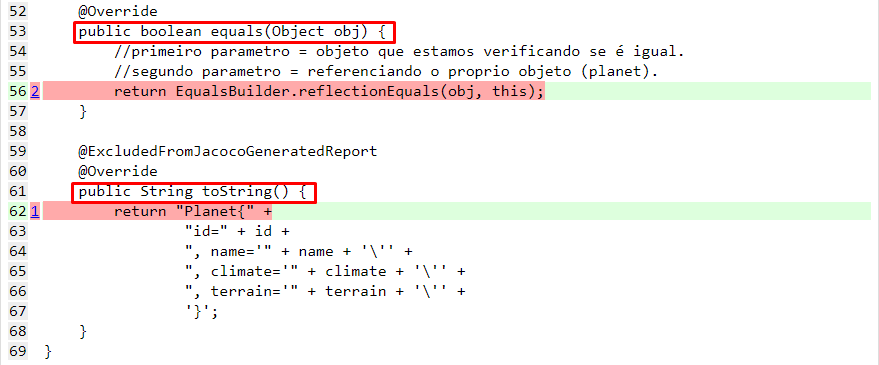 52 @Override
53 public boolean equals(Object obj) {
54 //primeiro parametro = objeto que estamos verificando se é igual.
55 //segundo parametro = referenciando o proprio objeto (planet).
56 2 return EqualsBuilder.reflectionEquals(obj, this);
57 }
58
59 @ExcludedFromJacocoGeneratedReport
60 @Override
61 public String toString() {
62 1 return "Planet{" +
63 "id=" + id +
64 ", name='" + name + '\'' +
65 ", climate='" + climate + '\'' +
66 ", terrain='" + terrain + '\'' +
67 '}';
68 }
69 }